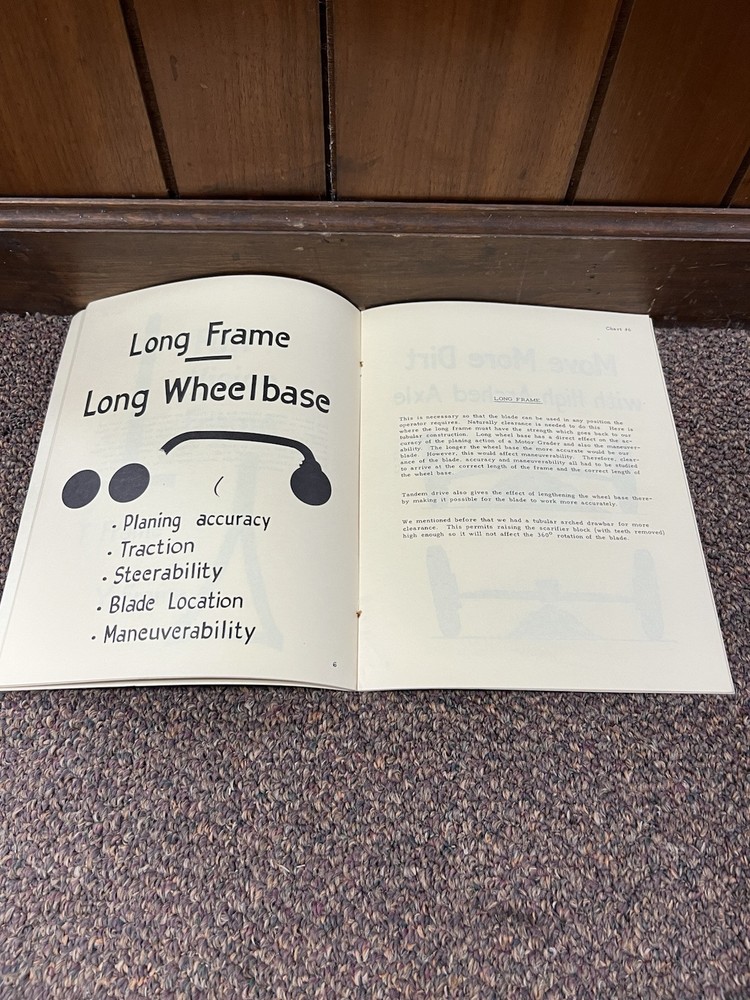 Long Frame
Long Wheelbase
. Planing accuracy
. Traction
. Steerability
. Blade Location
. Maneuverability
6
Chart #6
LONG FRAME
This is necessary so that the blade can be used in any position the
operator requires. Naturally clearance is needed to do this. Here is
where the long frame must have the strength which goes back to our
tubular construction. Long wheel base has a direct effect on the ac-
curacy of the planing action of a Motor Grader and also the maneuver-
ability. The longer the wheel base the more accurate would be our
blade. However, this would affect maneuverability. Therefore, clear-
ance of the blade, accuracy and maneuverability all had to be studied
to arrive at the correct length of the frame and the correct length of
the wheel base.
Tandem drive also gives the effect of lengthening the wheel base there-
by making it possible for the blade to work more accurately.
We mentioned before that we had a tubular arched drawbar for more
clearance. This permits raising the scarifier block (with teeth removed)
high enough so it will not affect the 360° rotation of the blade.
Move More Dirt
with High Arched Axle